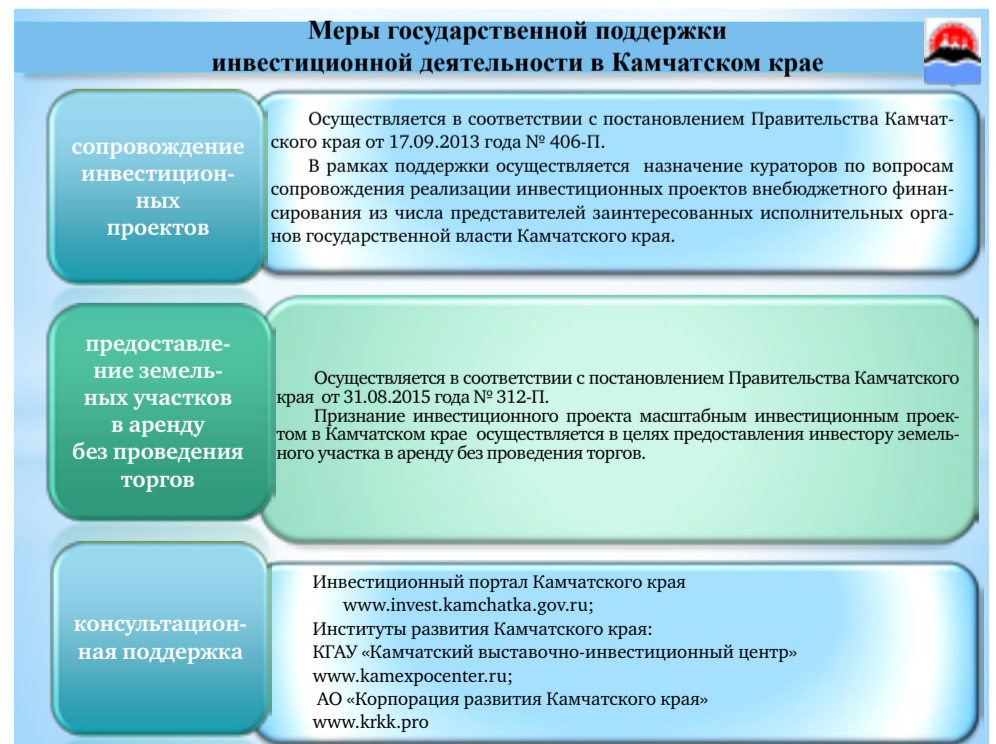 Меры государственной поддержки
инвестиционной деятельности в Камчатском крае
сопровождение
инвестицион-
ных
проектов
Осуществляется в соответствии с постановлением Правительства Камчат-
ского края от 17.09.2013 года № 406-П.
В рамках поддержки осуществляется назначение кураторов по вопросам
сопровождения реализации инвестиционных проектов внебюджетного финан-
сирования из числа представителей заинтересованных исполнительных орга-
нов государственной власти Камчатского края.
предоставле-
ние земель-
ных участков
в аренду
без проведения
торгов
Осуществляется в соответствии с постановлением Правительства Камчатского
края от 31.08.2015 года № 312-П.
Признание инвестиционного проекта масштабным инвестиционным проек-
том в Камчатском крае осуществляется в целях предоставления инвестору земель-
ного участка в аренду без проведения торгов.
консультацион-
ная поддержка
Инвестиционный портал Камчатского края
www.invest.kamchatka.gov.ru;
Институты развития Камчатского края:
КГАУ «Камчатский выставочно-инвестиционный центр»
www.kamexpocenter.ru;
АО «Корпорация развития Камчатского края»
www.krkk.pro